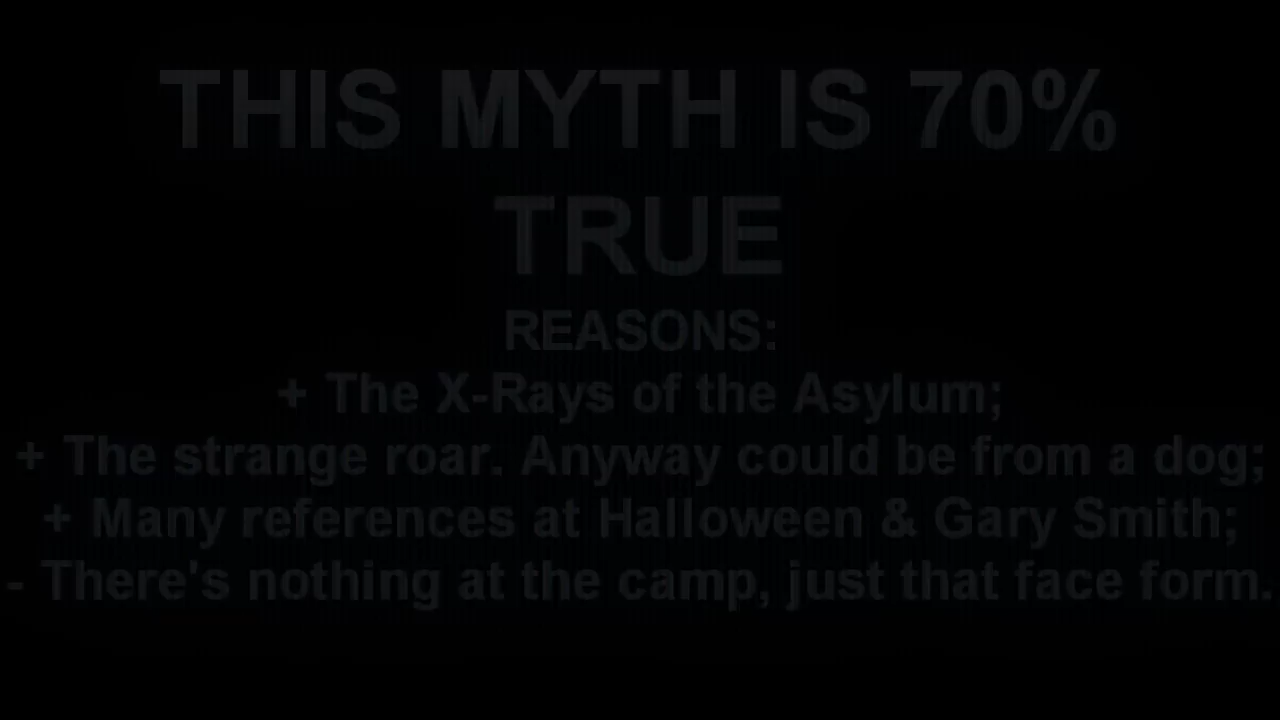 THIS MYTH IS 70%
TRUE
REASONS:
+ The X-Rays of the Asylum;
+ The strange roar. Anyway could be from a dog;
+ Many references at Halloween & Gary Smith;
- There's nothing at the camp, just that face form.